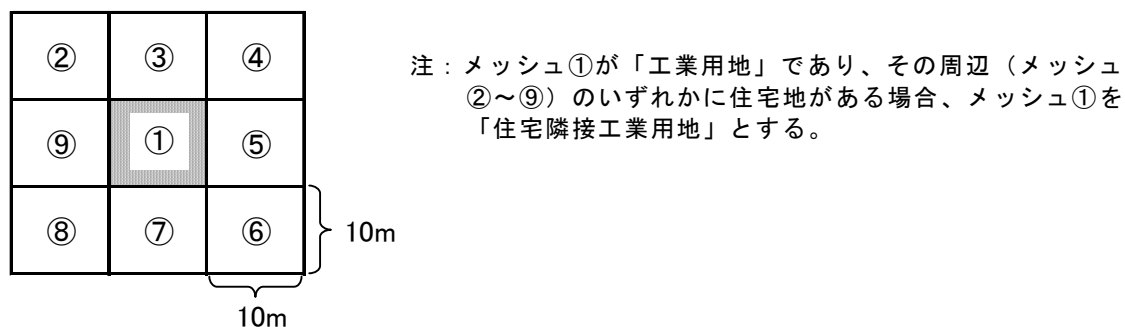 ②
③
④
⑨
①
⑤
⑧
⑦
⑥
10m
10m
注：メッシュ①が「工業用地」であり、その周辺（メッシュ
②～⑨）のいずれかに住宅地がある場合、メッシュ①を
「住宅隣接工業用地」とする。